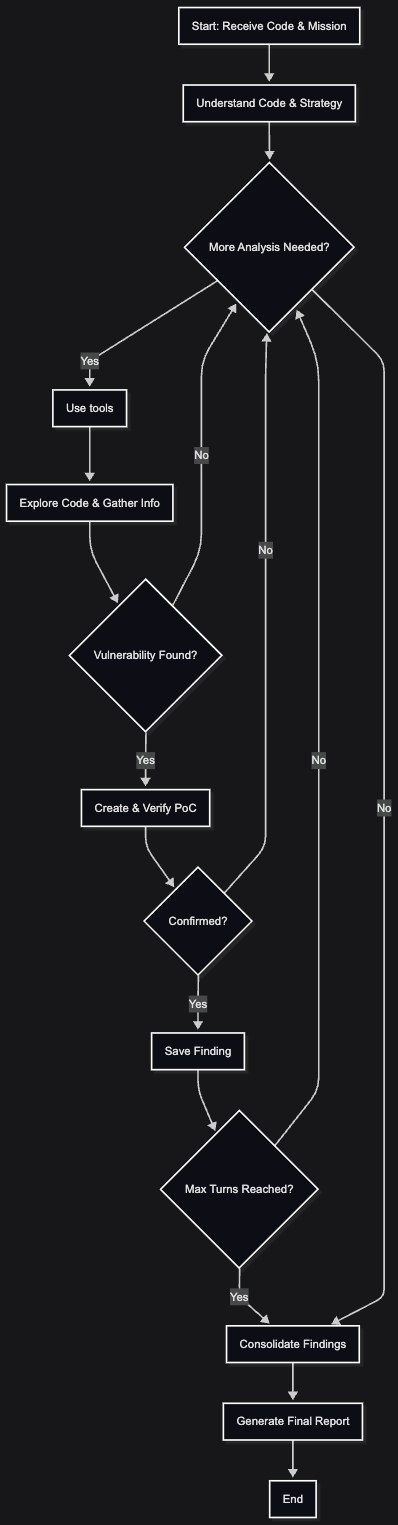 Start: Receive Code & Mission
Understand Code & Strategy
More Analysis Needed?
Yes
Use tools
No
Explore Code & Gather Info
No
Vulnerability Found?
Yes
No
Create & Verify PoC
No
Confirmed?
Yes
Save Finding
Max Turns Reached?
Yes
Consolidate Findings
Generate Final Report
End